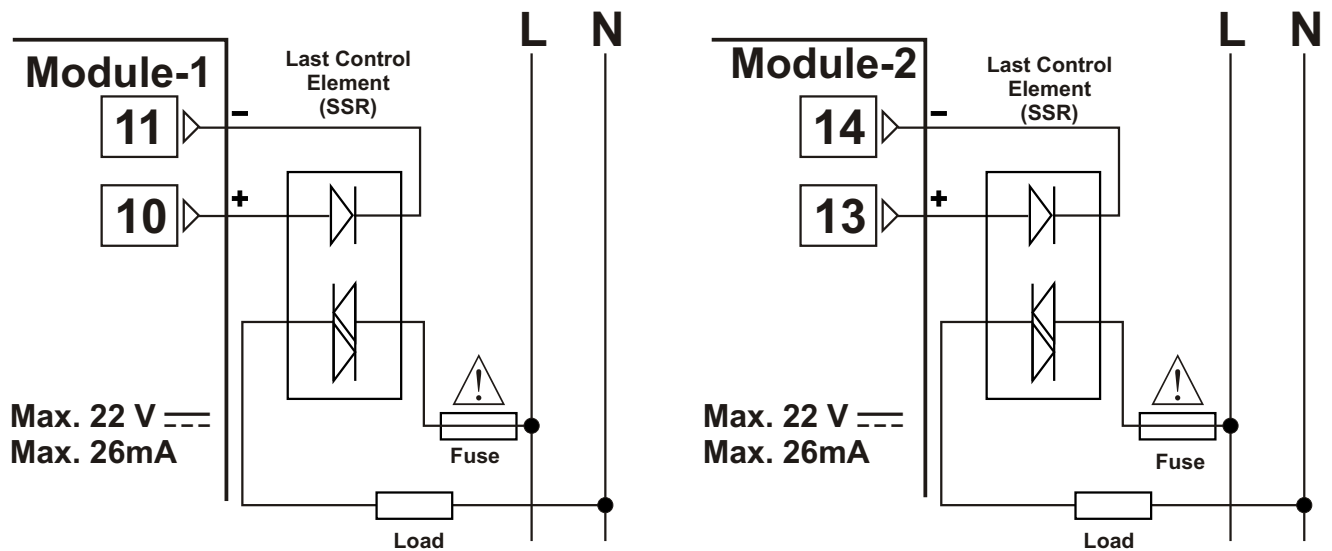 L N
Module-1
Last Control
Element
(SSR)
11
-
10
+
Max. 22 V
Max. 26mA
!
Fuse
Load
L N
Module-2
Last Control
Element
(SSR)
14
-
13
+
Max. 22 V
Max. 26mA
!
Fuse
Load